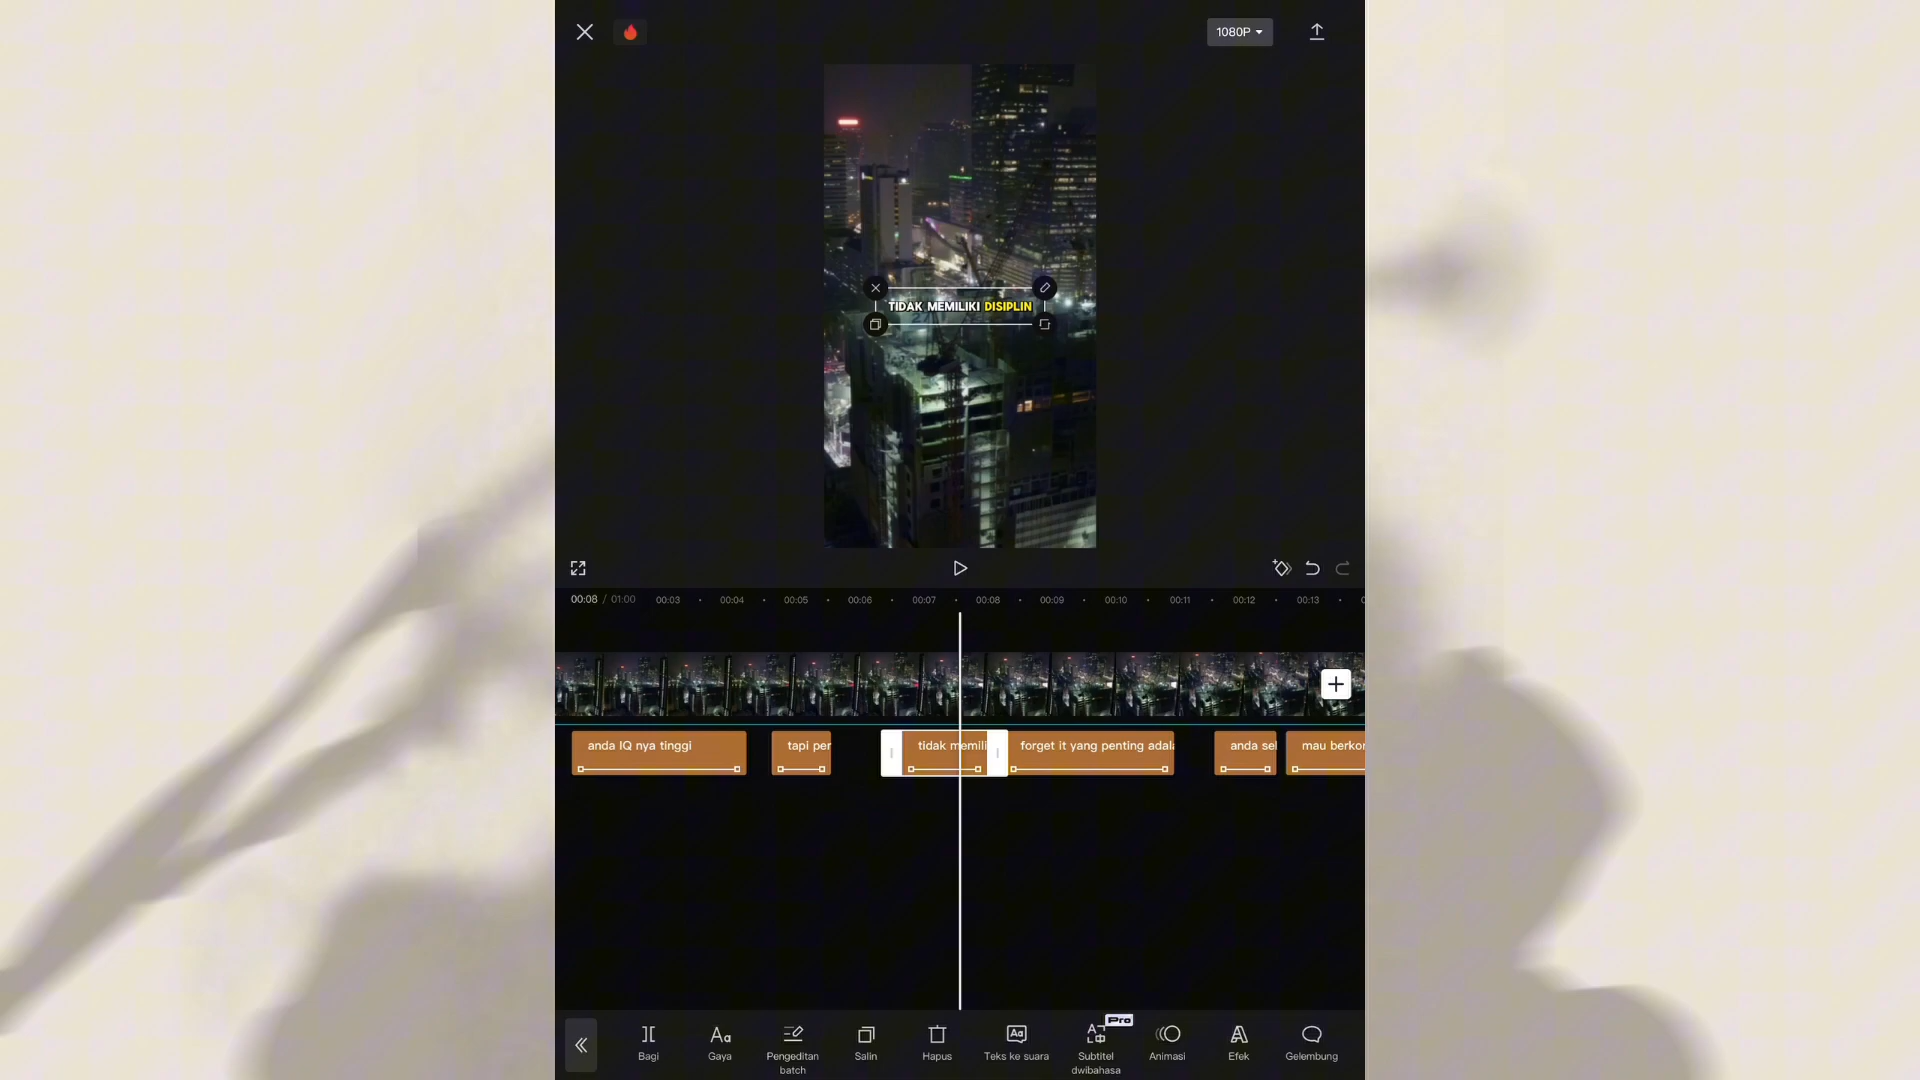 1080P
TIDAK MEMILIKI DISIPLIN
00:08 / 01:00 00:03 00:04 00:05 00:06 00:07 00:08 00:09 00:10 00:11 00:12 00:13
anda IQ nya tinggi tapi per tidak memili forget it yang penting adala anda sel mau berkor
Pro
Bagi Gaya Pengeditan batch Salin Hapus Teks ke suara Subtitel dwibahasa Animasi Efek Gelembung